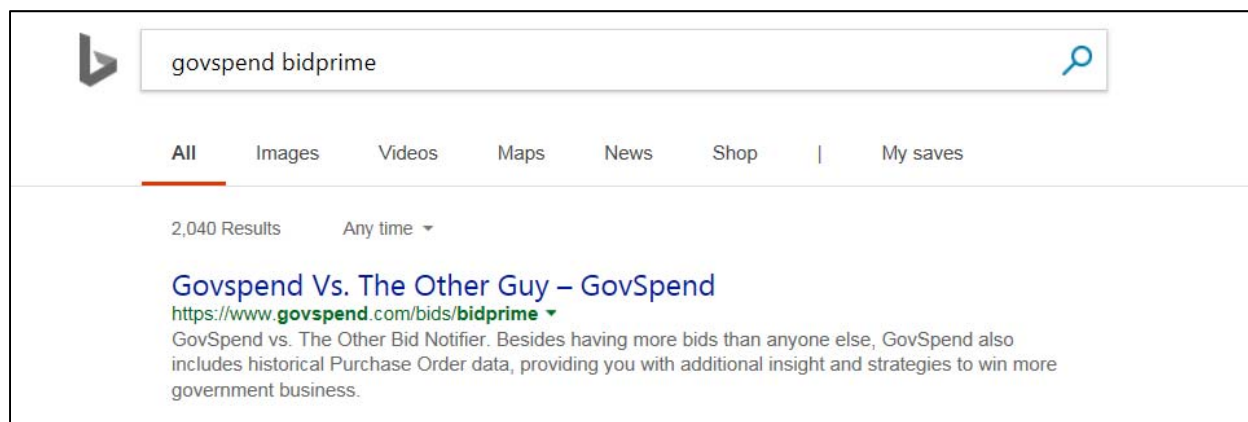 govspend bidprime
All Images Videos Maps News Shop | My saves
2,040 Results Any time
Govspend Vs. The Other Guy – GovSpend
https://www.govspend.com/bids/bidprime
GovSpend vs. The Other Bid Notifier. Besides having more bids than anyone else, GovSpend also
includes historical Purchase Order data, providing you with additional insight and strategies to win more
government business.